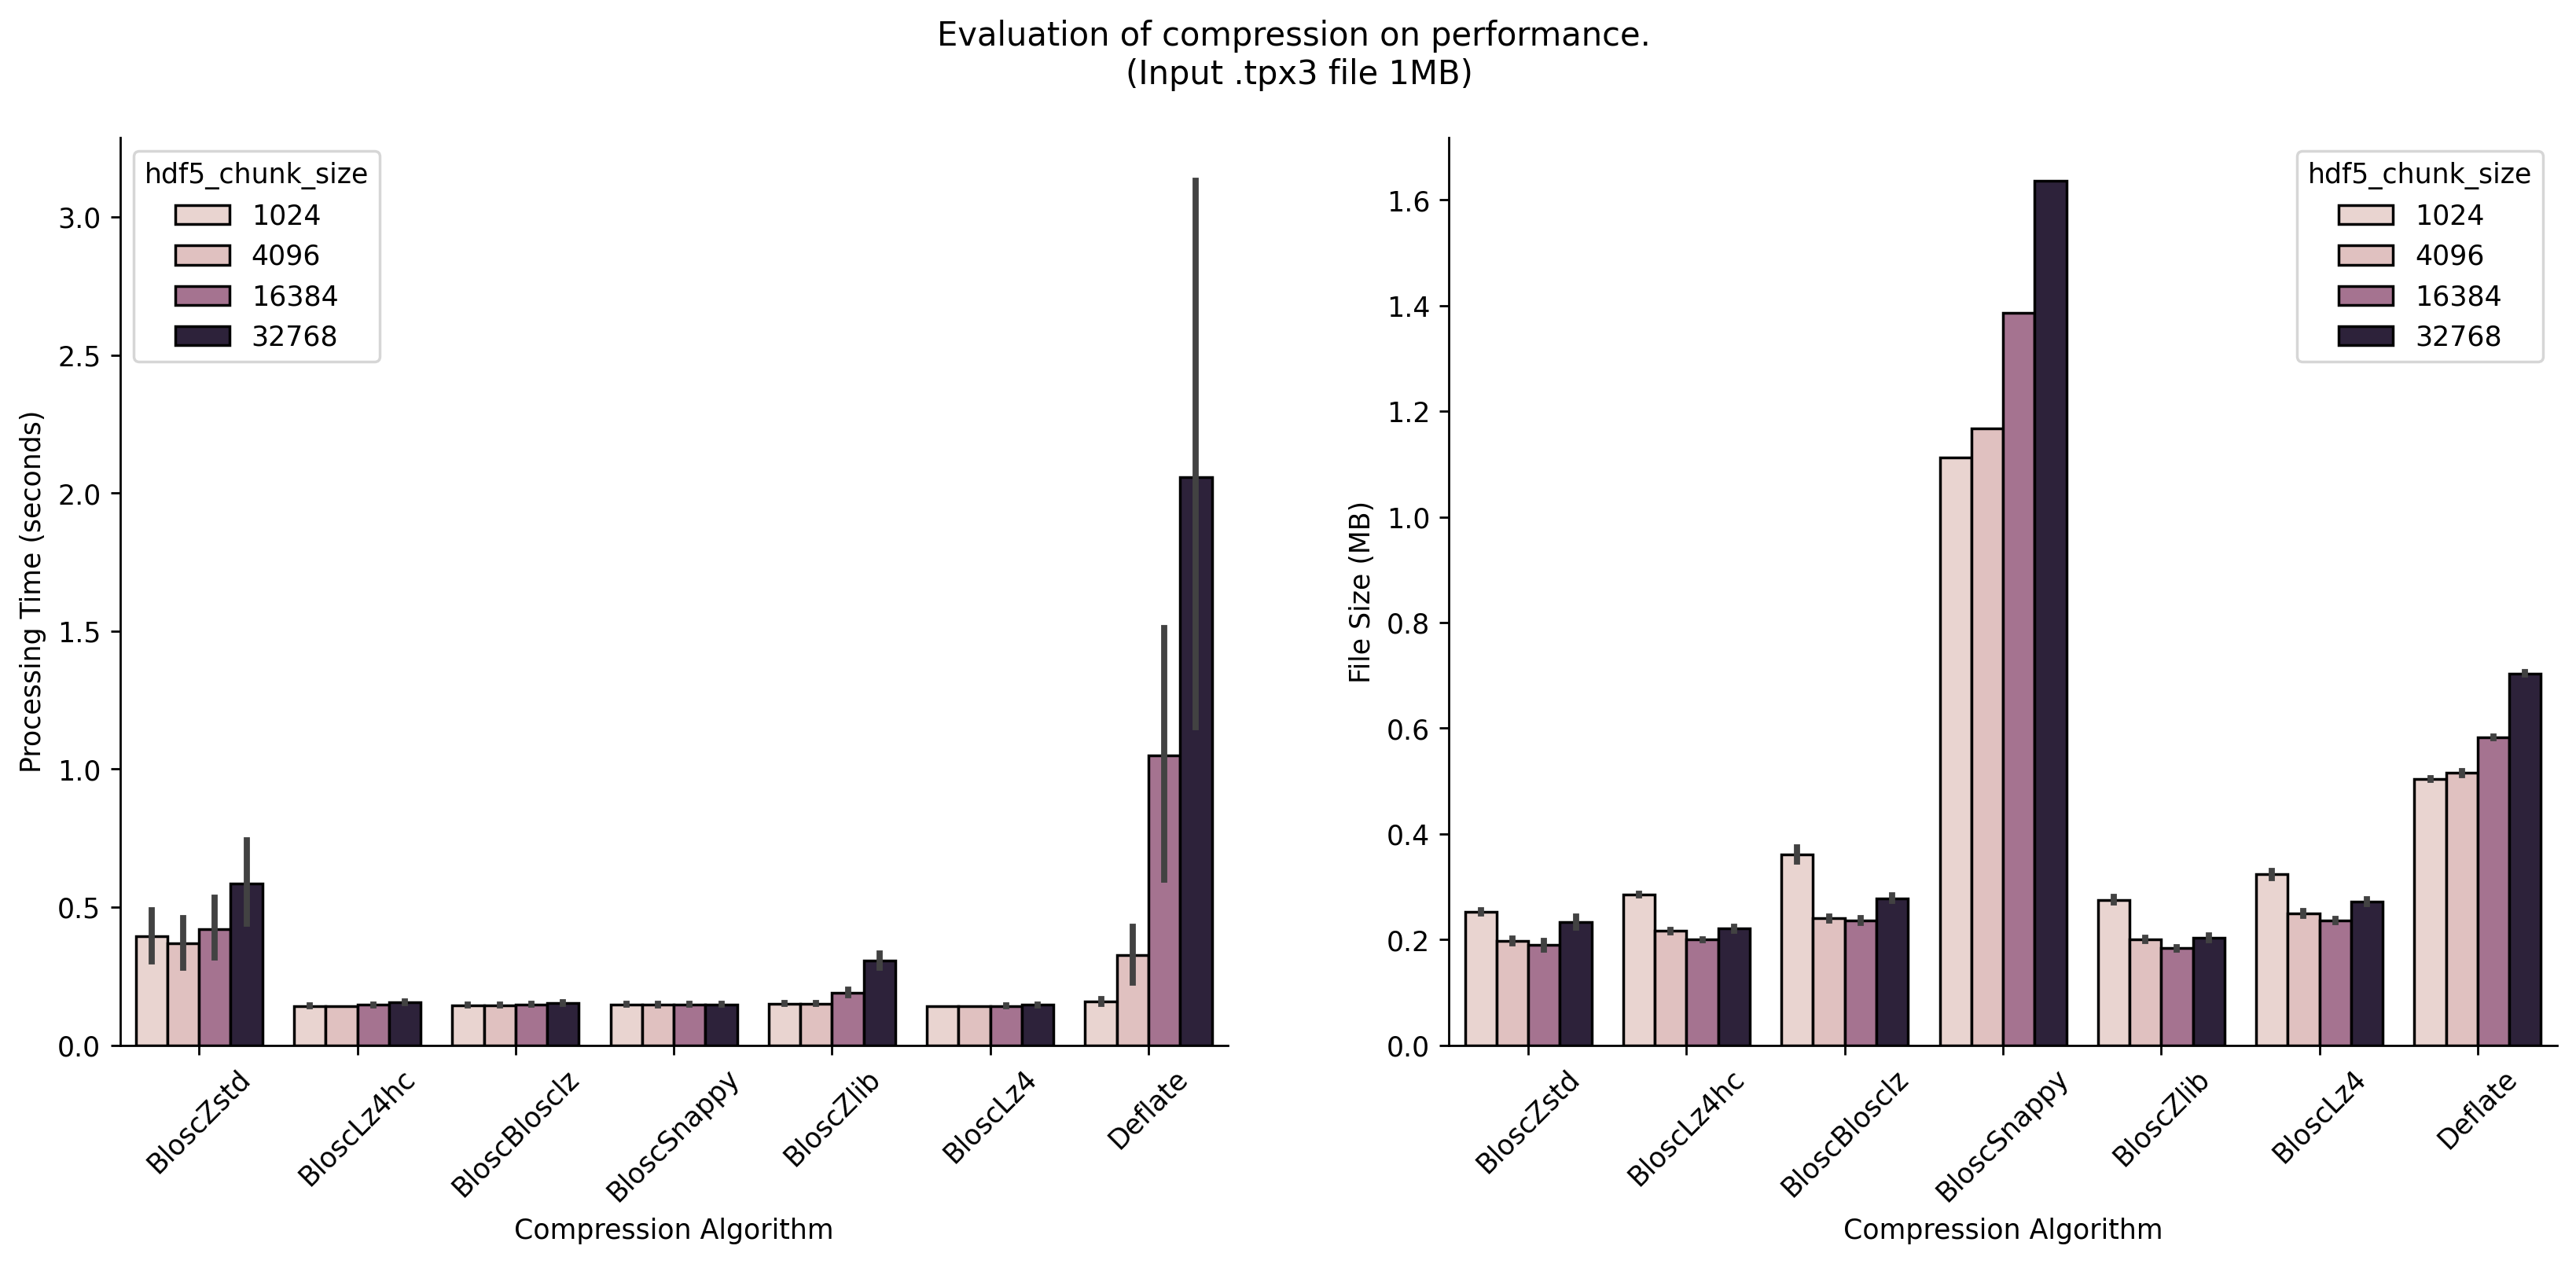 Evaluation of compression on performance.
(Input .tpx3 file 1MB)
Processing Time (seconds)
3.0
2.5
2.0
1.5
1.0
0.5
0.0
hdf5_chunk_size
1024
4096
16384
32768
BloscZstd
BloscLz4hc
BloscBlosclz
BloscSnappy
BloscZlib
BloscLz4
Deflate
Compression Algorithm
File Size (MB)
1.6
1.4
1.2
1.0
0.8
0.6
0.4
0.2
0.0
hdf5_chunk_size
1024
4096
16384
32768
BloscZstd
BloscLz4hc
BloscBlosclz
BloscSnappy
BloscZlib
BloscLz4
Deflate
Compression Algorithm